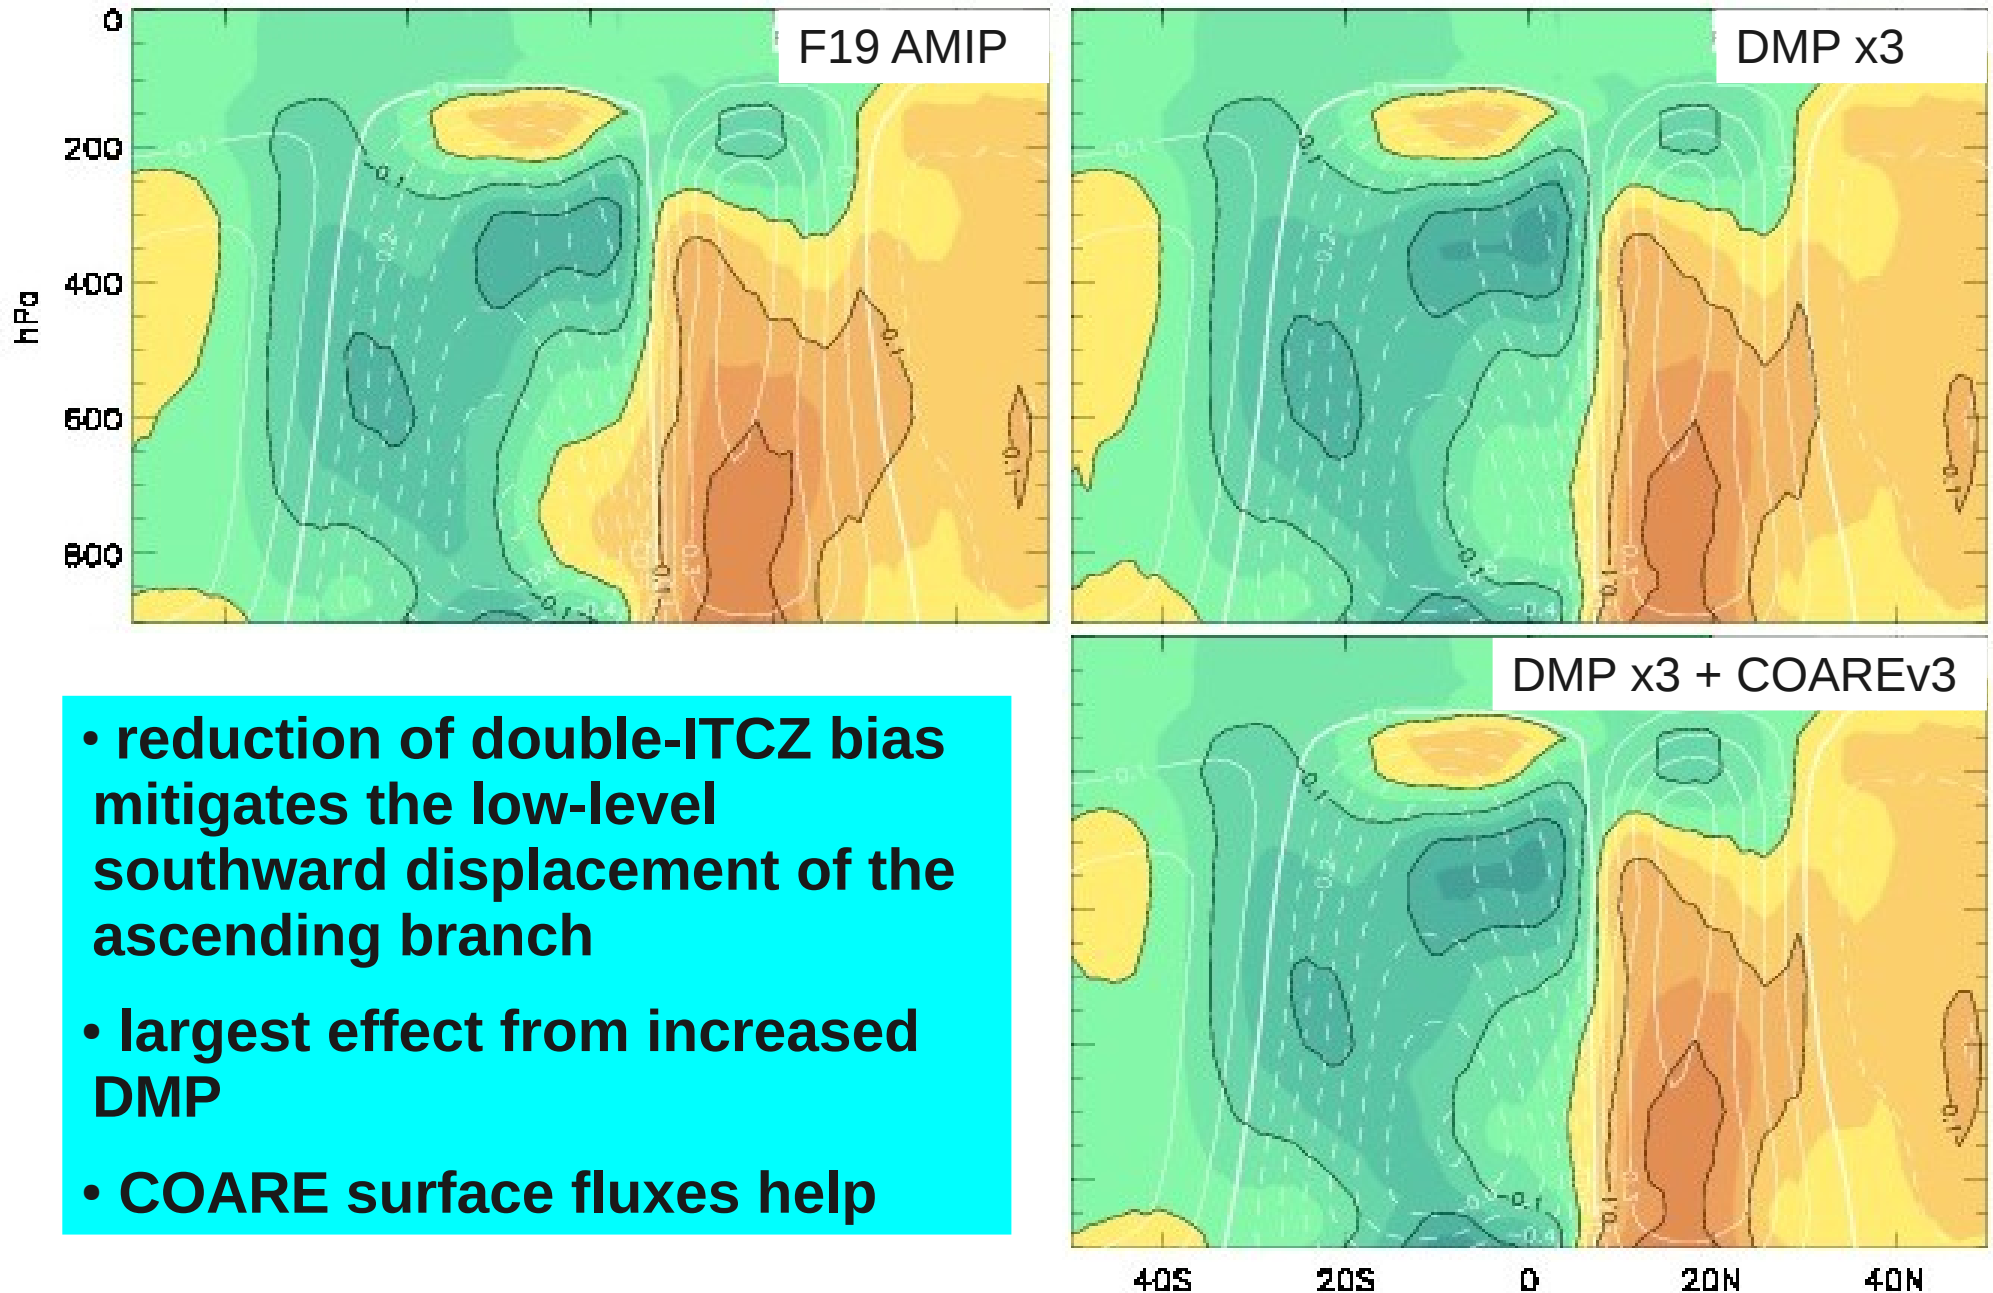 F19 AMIP
DMP x3
DMP x3 + COAREv3
0
200
400
600
800
hPa
• reduction of double-ITCZ bias
mitigates the low-level
southward displacement of the
ascending branch
• largest effect from increased
DMP
• COARE surface fluxes help
40S
20S
0
20N
40N